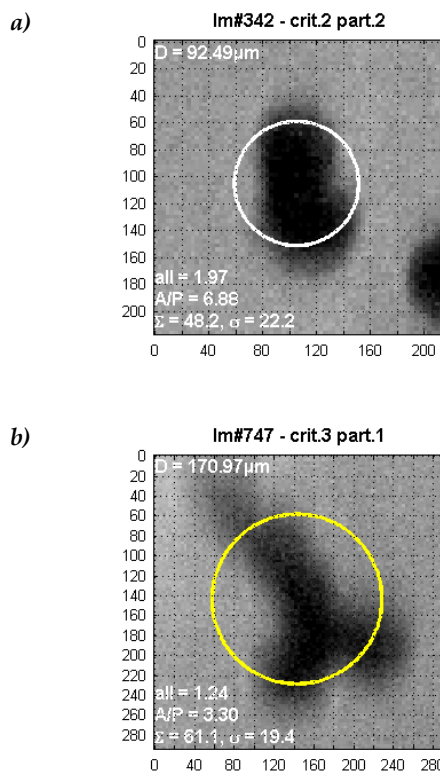 a)
Im#342 - crit.2 part.2
D = 92.49µm
0
20
40
60
80
100
120
140
160
180
200
all = 1.97
A/P = 6.88
Σ = 48.2, σ = 22.2
0 40 80 120 160 200
b)
Im#747 - crit.3 part.1
D = 170.97µm
0
20
40
60
80
100
120
140
160
180
200
220
240
260
280
all = 1.24
A/P = 3.30
Σ = 61.1, σ = 19.4
0 40 80 120 160 200 240 280